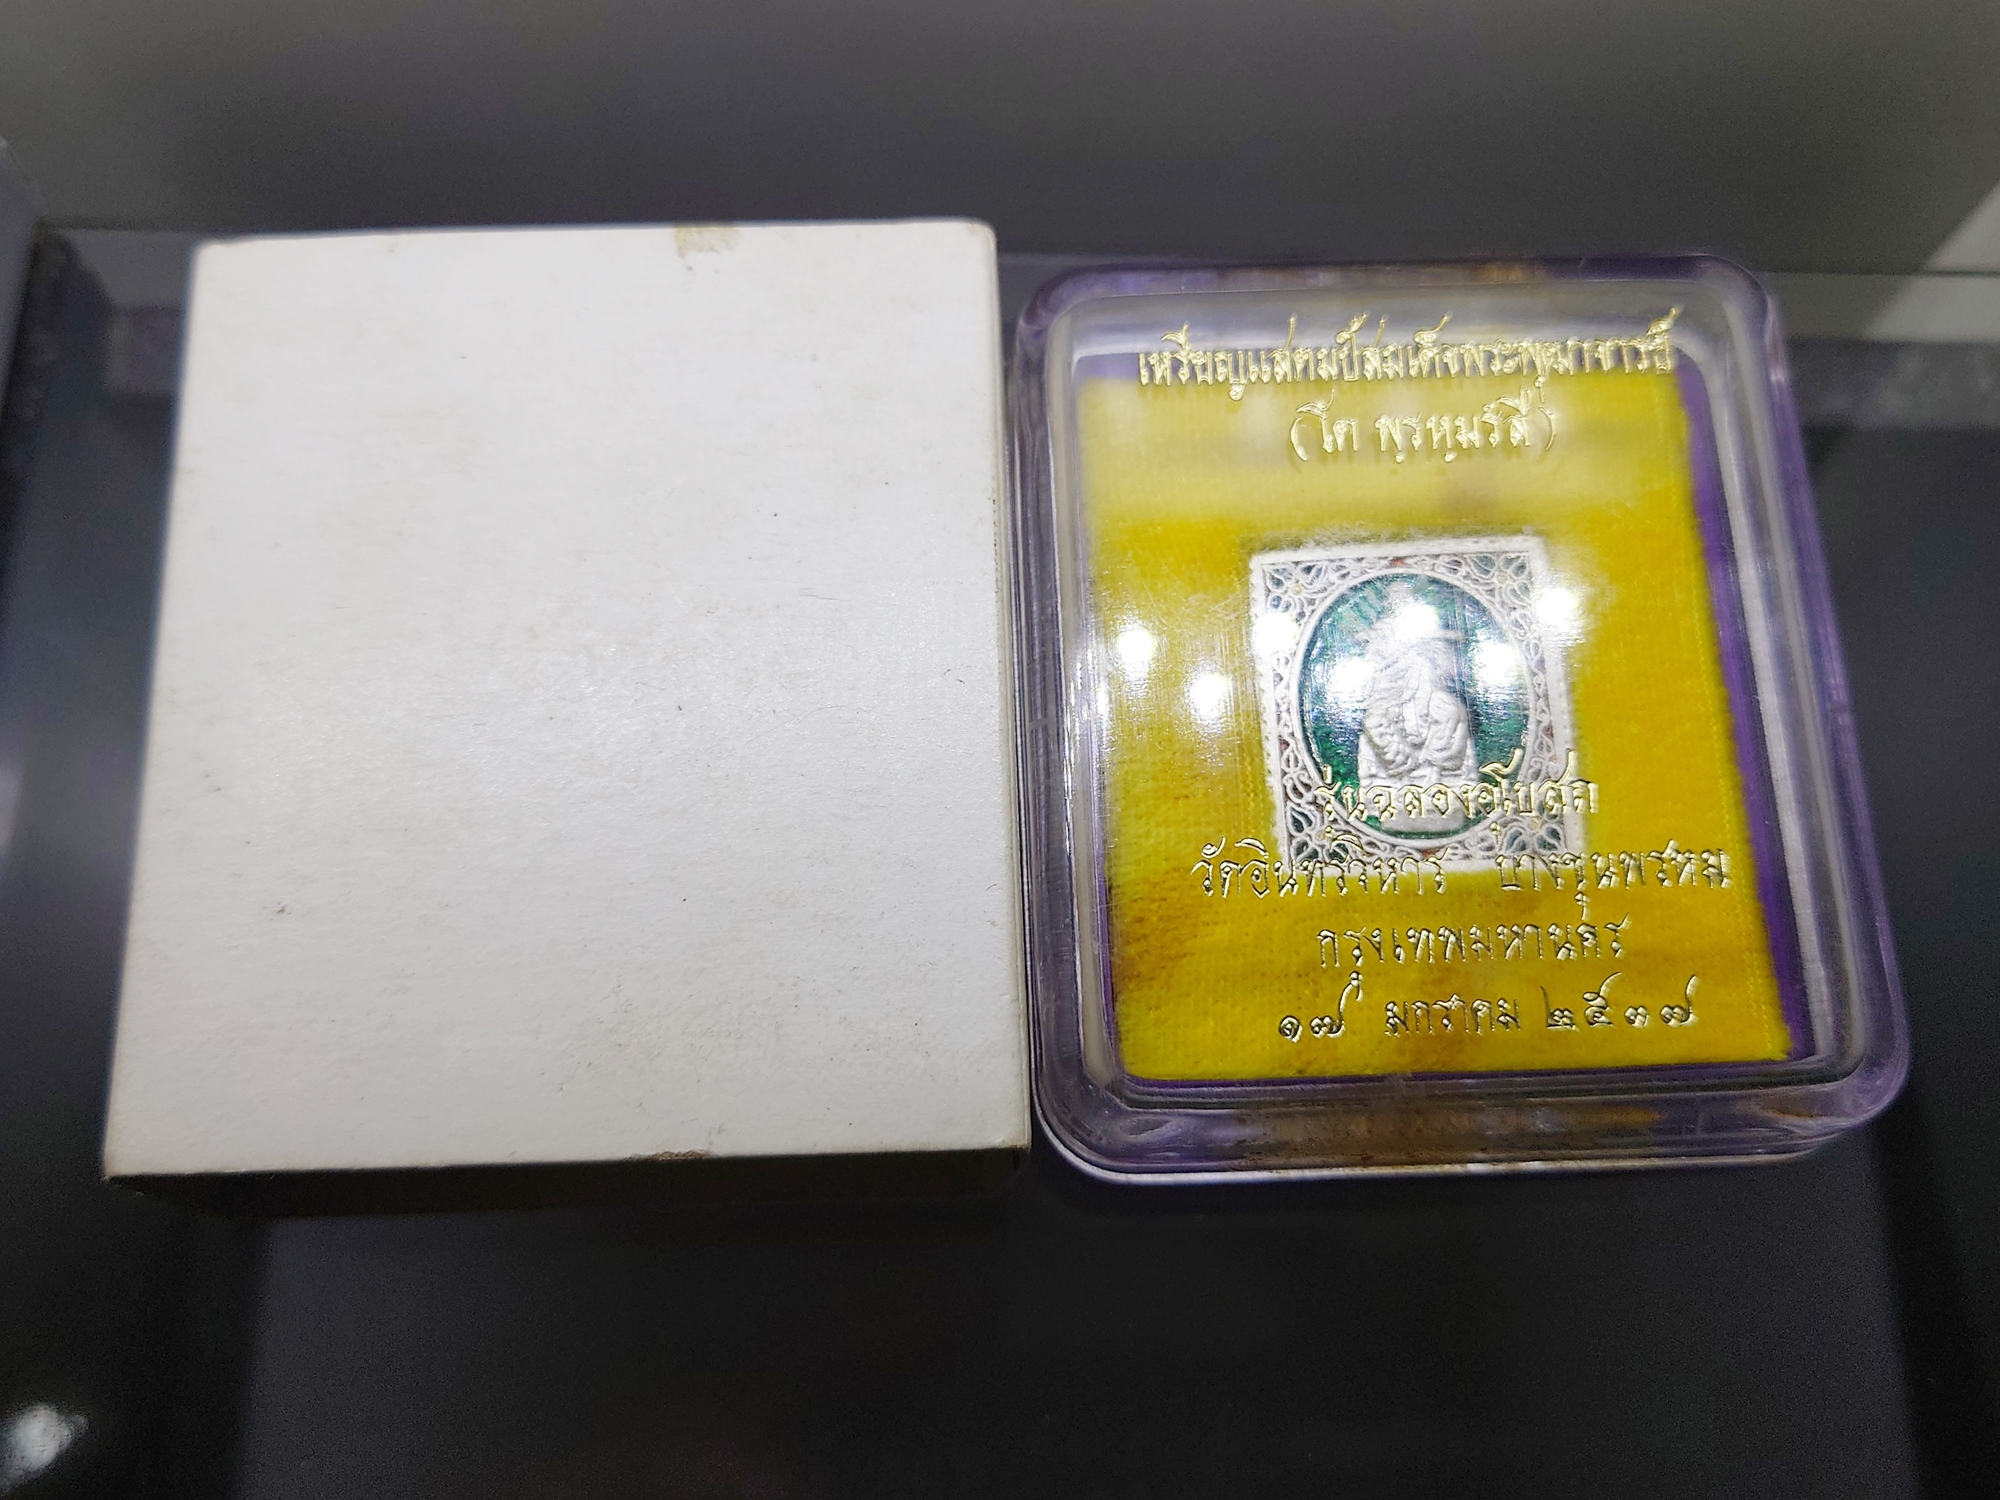 เหรียญแสตมป์สมเด็จพระพุฒาจารย์
(โต พฺรหฺมรํสี)
รุ่นฉลองอุโบสถ
วัดอินทรวิหาร บางขุนพรหม
กรุงเทพมหานคร
๑๗ มกราคม ๒๕๓๗